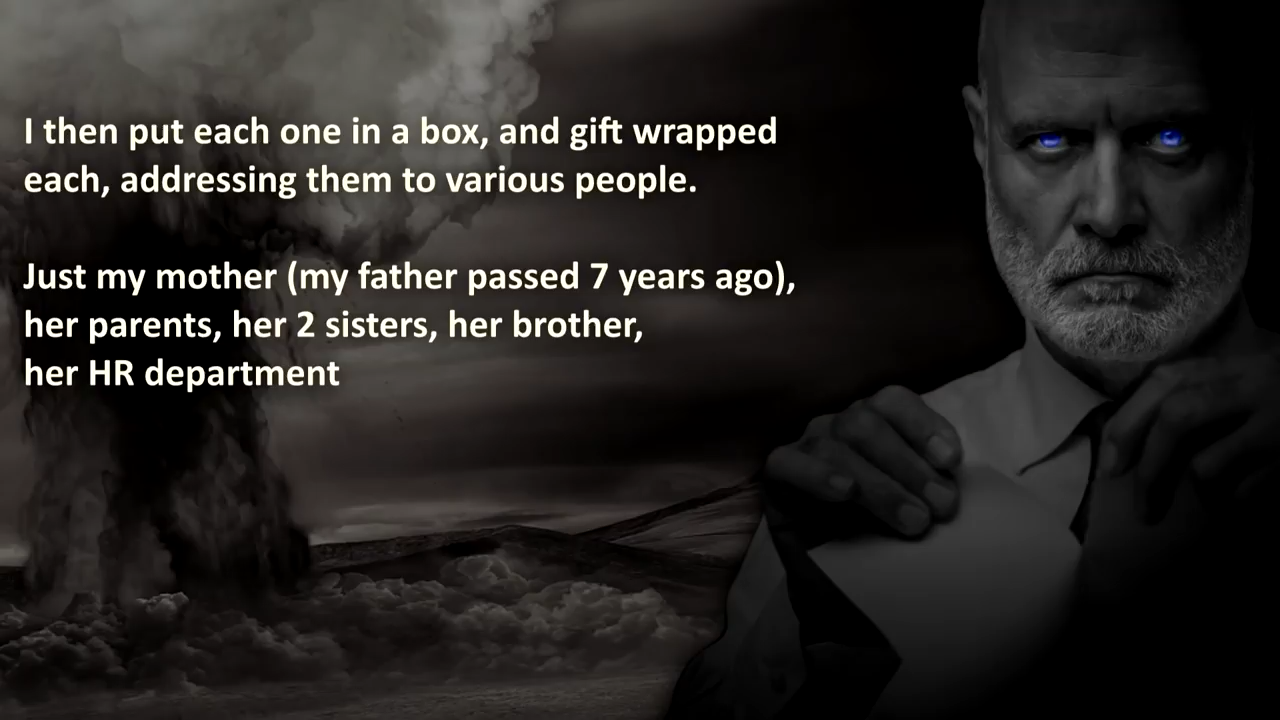 I then put each one in a box, and gift wrapped
each, addressing them to various people.
Just my mother (my father passed 7 years ago),
her parents, her 2 sisters, her brother,
her HR department